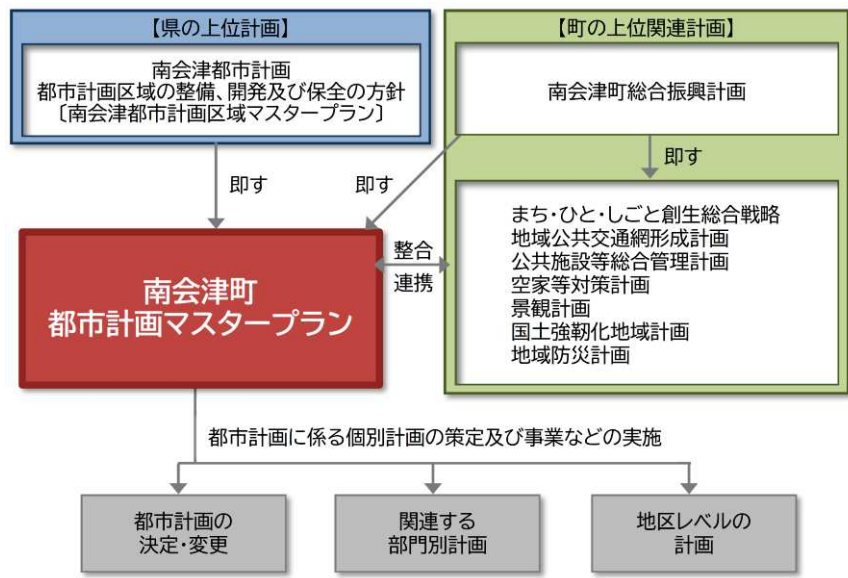 【県の上位計画】
南会津都市計画
都市計画区域の整備、開発及び保全の方針
〔南会津都市計画区域マスタープラン〕
【町の上位関連計画】
南会津町総合振興計画
即す
即す
即す
まち・ひと・しごと創生総合戦略
地域公共交通網形成計画
公共施設等総合管理計画
空家等対策計画
景観計画
国土強靭化地域計画
地域防災計画
整合
連携
南会津町
都市計画マスタープラン
都市計画に係る個別計画の策定及び事業などの実施
都市計画の
決定・変更
関連する
部門別計画
地区レベルの
計画